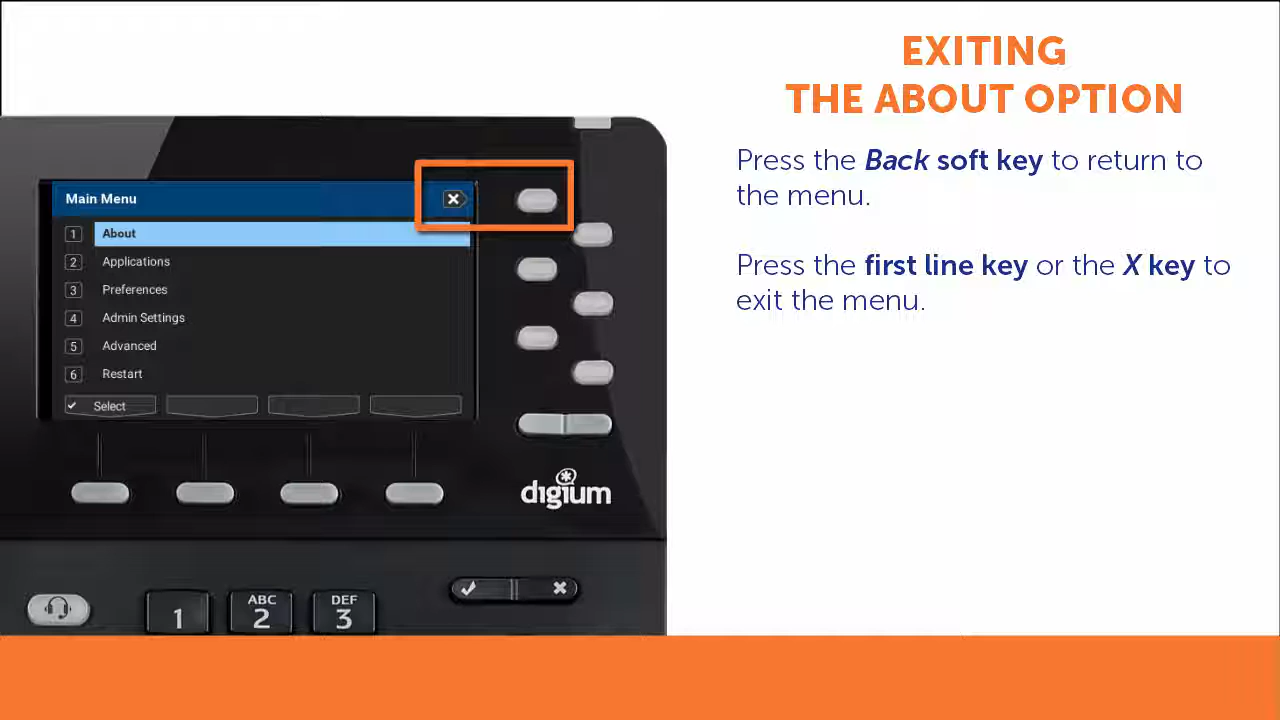 EXITING
THE ABOUT OPTION
Press the Back soft key to return to
the menu.
Press the first line key or the X key to
exit the menu.
Main Menu
1 About
2 Applications
3 Preferences
4 Admin Settings
5 Advanced
6 Restart
Select
digium
1
ABC
2
DEF
3